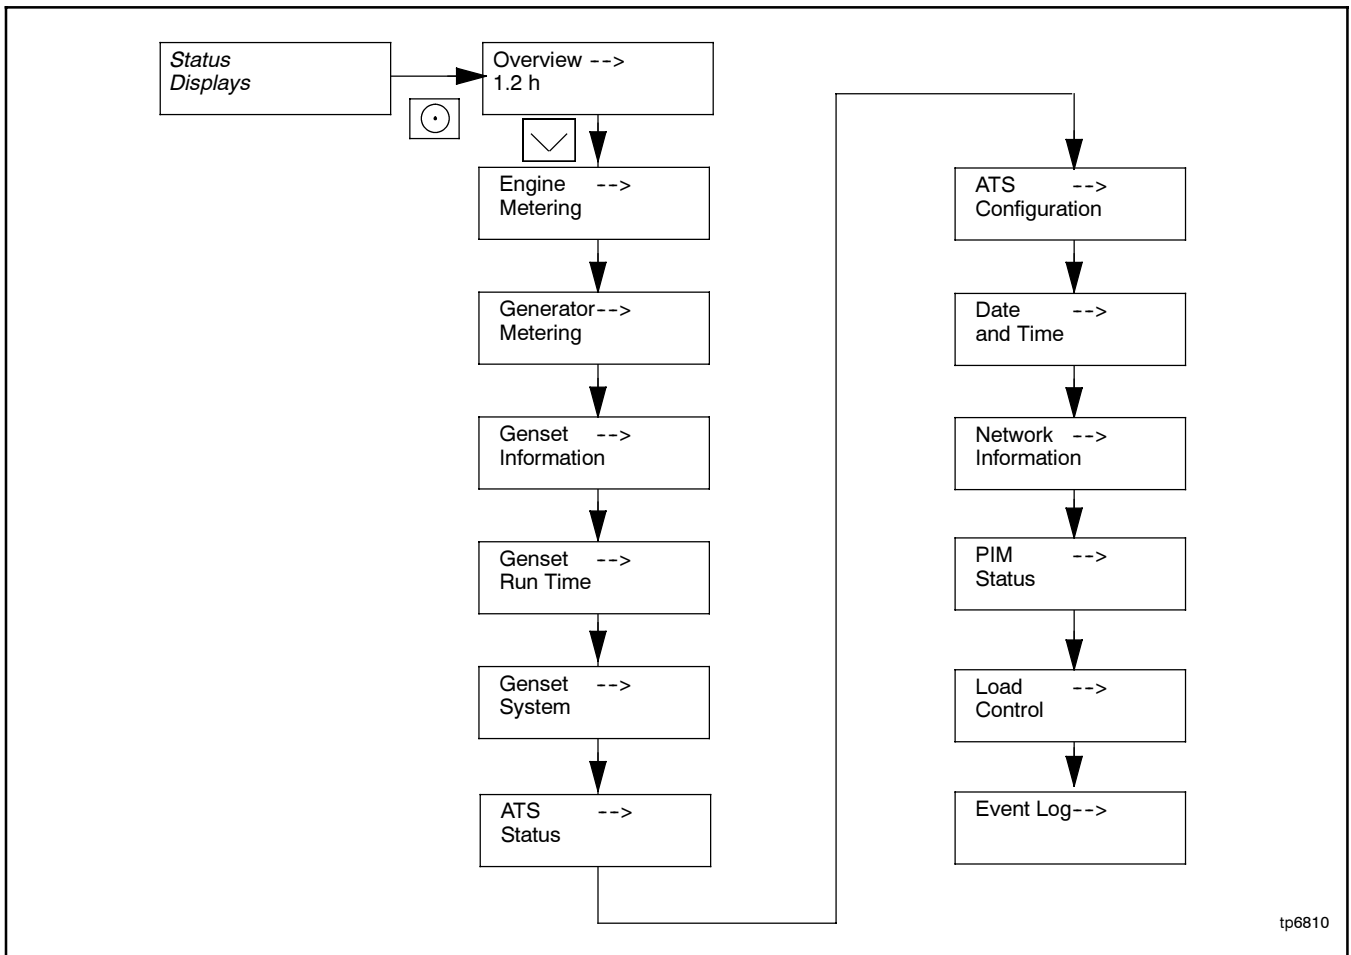 Status
Displays
Overview -->
1.2 h
Engine -->
Metering
Generator-->
Metering
Genset -->
Information
Genset -->
Run Time
Genset -->
System
ATS -->
Status
ATS -->
Configuration
Date -->
and Time
Network -->
Information
PIM -->
Status
Load -->
Control
Event Log-->
tp6810